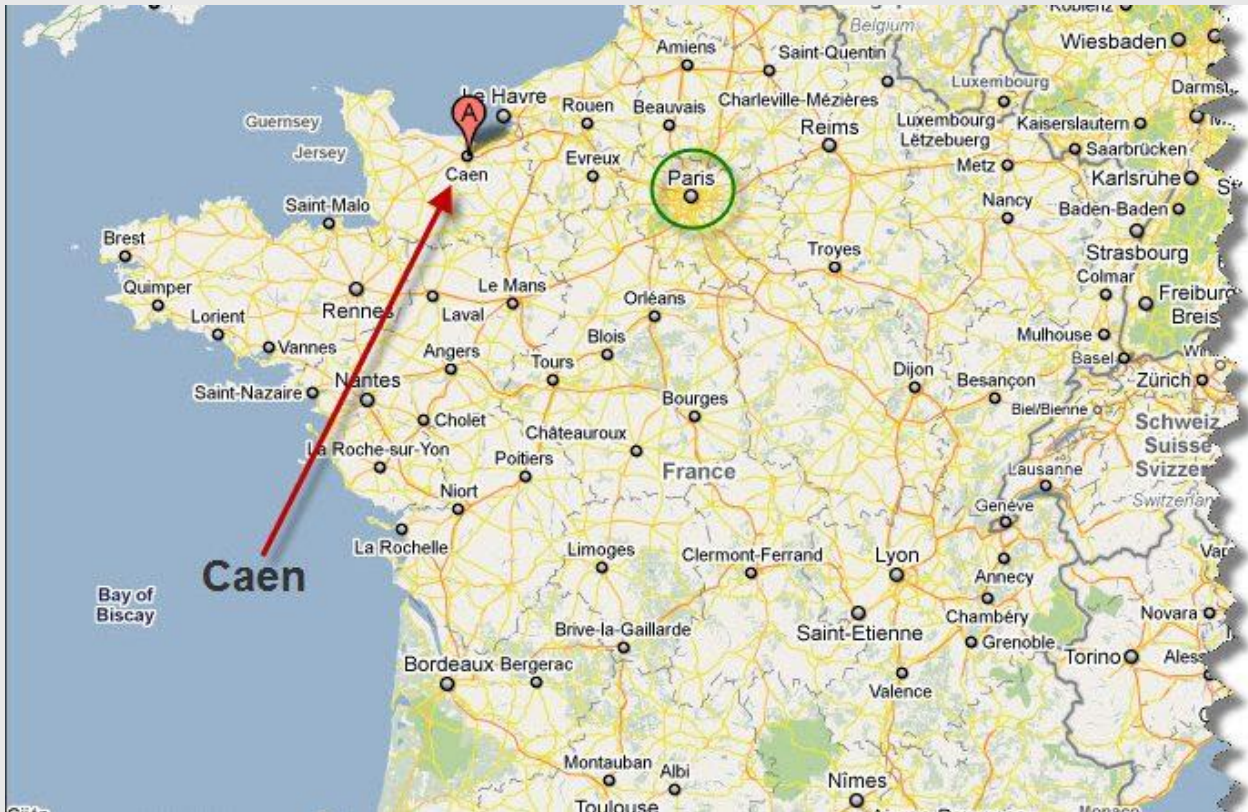 Koblenz
Belgium
Amiens
Saint-Quentin
Wiesbaden
Luxembourg
Le Havre
Rouen
Beauvais
Charleville-Mézières
Guernsey
A
Reims
Luxembourg
Lëtzebuerg
Kaiserslautern
Jersey
Caen
Evreux
Paris
Metz
Saarbrücken
Karlsruhe
Saint-Malo
Nancy
Baden-Baden
Brest
Troyes
Strasbourg
Quimper
Le Mans
Orléans
Colmar
Freiburg
Breis
Lorient
Rennes
Laval
Vannes
Angers
Blois
Mulhouse
Tours
Dijon
Basel
Saint-Nazaire
Nantes
Besançon
Zürich
Cholet
Bourges
Biel/Bienne
Châteauroux
Schweiz
Suisse
La Roche-sur-Yon
Poitiers
France
Svizzer
Lausanne
Niort
Genève
La Rochelle
Limoges
Clermont-Ferrand
Lyon
Annecy
Caen
Bay of
Biscay
Chambéry
Novara
Brive-la-Gaillarde
Saint-Etienne
Grenoble
Torino
Bordeaux
Bergerac
Valence
Montauban
Albi
Nîmes
Toulouse
Monaco